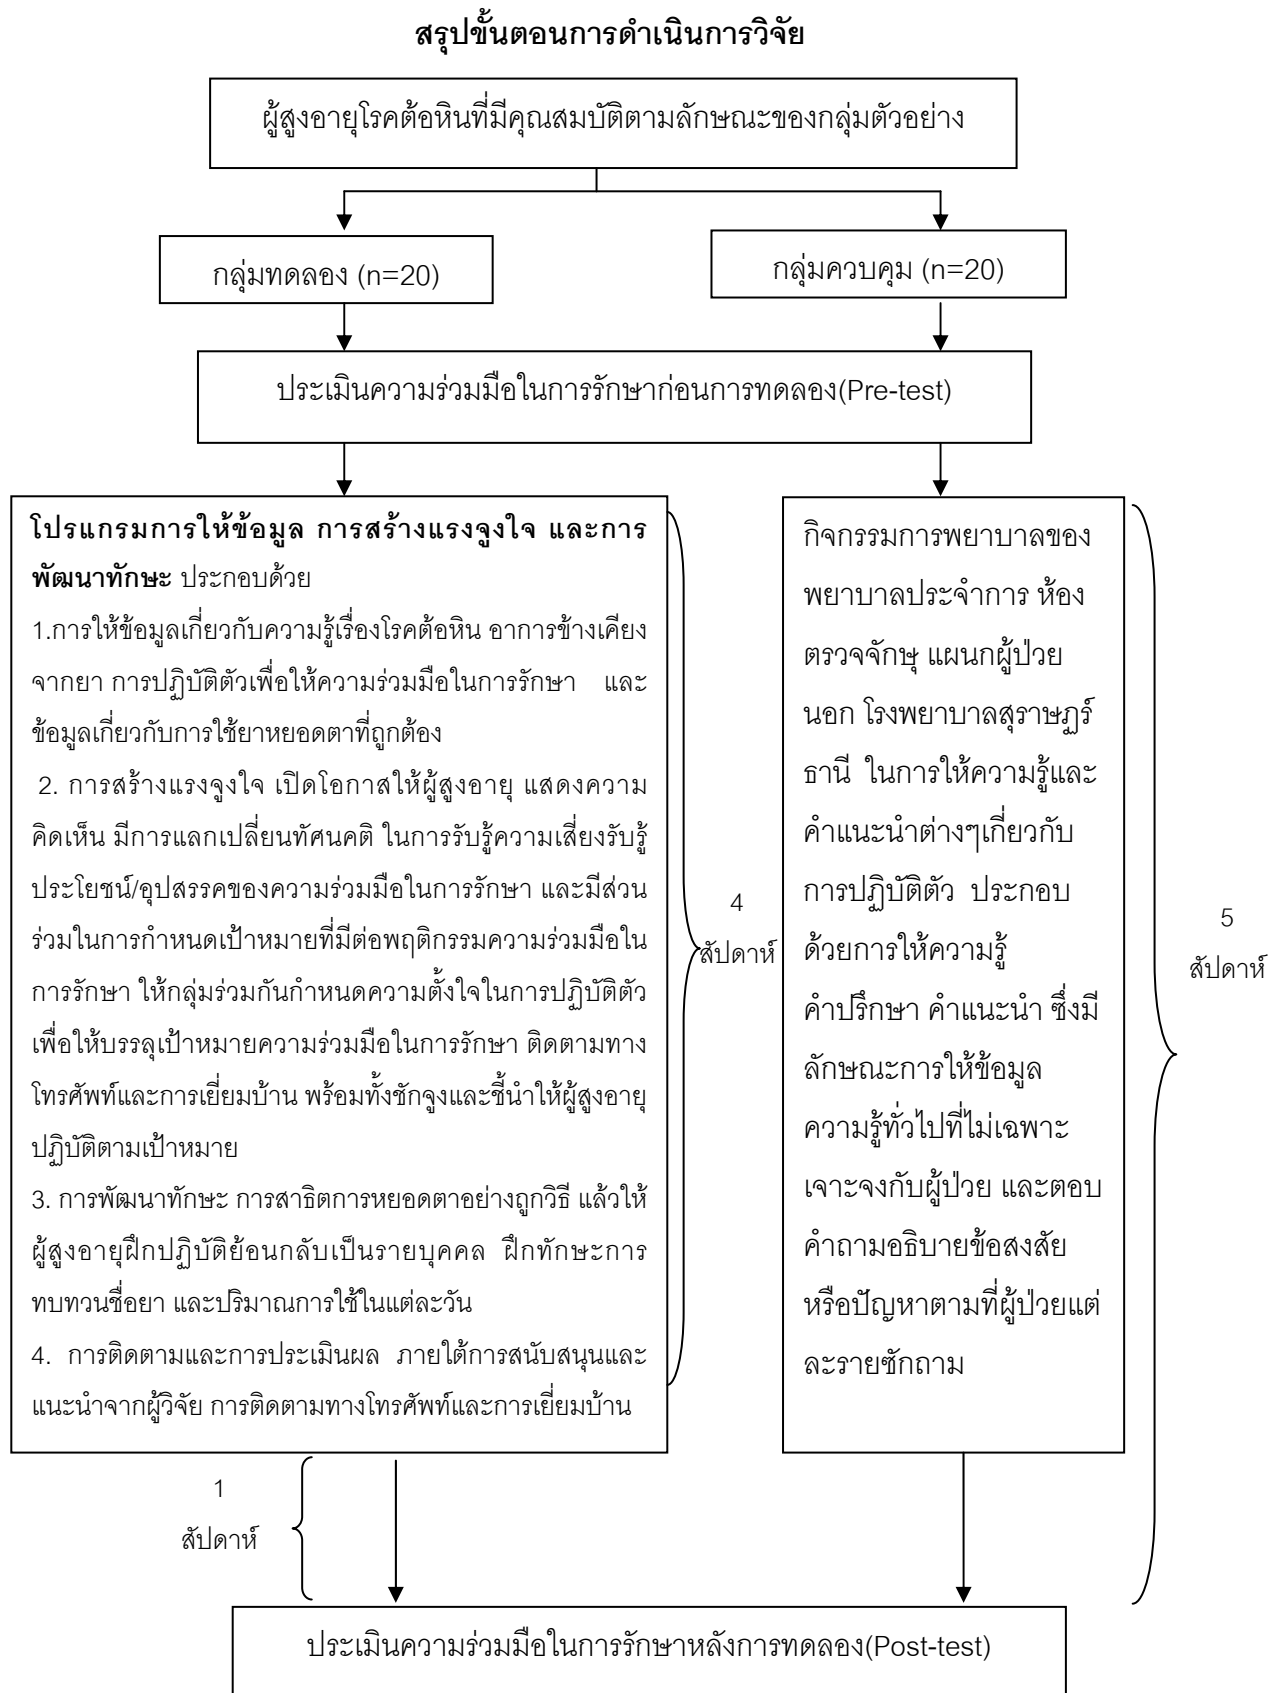 สรุปขั้นตอนการดำเนินการวิจัย
ผู้สูงอายุโรคต้อหินที่มีคุณสมบัติตามลักษณะของกลุ่มตัวอย่าง
กลุ่มทดลอง (n=20)
กลุ่มควบคุม (n=20)
ประเมินความร่วมมือในการรักษาก่อนการทดลอง(Pre-test)
โปรแกรมการให้ข้อมูล การสร้างแรงจูงใจ และการ
พัฒนาทักษะ ประกอบด้วย
1.การให้ข้อมูลเกี่ยวกับความรู้เรื่องโรคต้อหิน อาการข้างเคียง
จากยา การปฏิบัติตัวเพื่อให้ความร่วมมือในการรักษา และ
ข้อมูลเกี่ยวกับการใช้ยาหยอดตาที่ถูกต้อง
2. การสร้างแรงจูงใจ เปิดโอกาสให้ผู้สูงอายุ แสดงความ
คิดเห็น มีการแลกเปลี่ยนทัศนคติ ในการรับรู้ความเสี่ยงรับรู้
ประโยชน์/อุปสรรคของความร่วมมือในการรักษา และมีส่วน
ร่วมในการกำหนดเป้าหมายที่มีต่อพฤติกรรมความร่วมมือใน
การรักษา ให้กลุ่มร่วมกันกำหนดความตั้งใจในการปฏิบัติตัว
เพื่อให้บรรลุเป้าหมายความร่วมมือในการรักษา ติดตามทาง
โทรศัพท์และการเยี่ยมบ้าน พร้อมทั้งชักจูงและชี้นำให้ผู้สูงอายุ
ปฏิบัติตามเป้าหมาย
3. การพัฒนาทักษะ การสาธิตการหยอดตาอย่างถูกวิธี แล้วให้
ผู้สูงอายุฝึกปฏิบัติย้อนกลับเป็นรายบุคคล ฝึกทักษะการ
ทบทวนชื่อยา และปริมาณการใช้ในแต่ละวัน
4. การติดตามและการประเมินผล ภายใต้การสนับสนุนและ
แนะนำจากผู้วิจัย การติดตามทางโทรศัพท์และการเยี่ยมบ้าน
4
สัปดาห์
กิจกรรมการพยาบาลของ
พยาบาลประจำการ ห้อง
ตรวจจักษุ แผนกผู้ป่วย
นอก โรงพยาบาลสุราษฎร์
ธานี ในการให้ความรู้และ
คำแนะนำต่างๆเกี่ยวกับ
การปฏิบัติตัว ประกอบ
ด้วยการให้ความรู้
คำปรึกษา คำแนะนำ ซึ่งมี
ลักษณะการให้ข้อมูล
ความรู้ทั่วไปที่ไม่เฉพาะ
เจาะจงกับผู้ป่วย และตอบ
คำถามอธิบายข้อสงสัย
หรือปัญหาตามที่ผู้ป่วยแต่
ละรายซักถาม
5
สัปดาห์
1
สัปดาห์
ประเมินความร่วมมือในการรักษาหลังการทดลอง(Post-test)